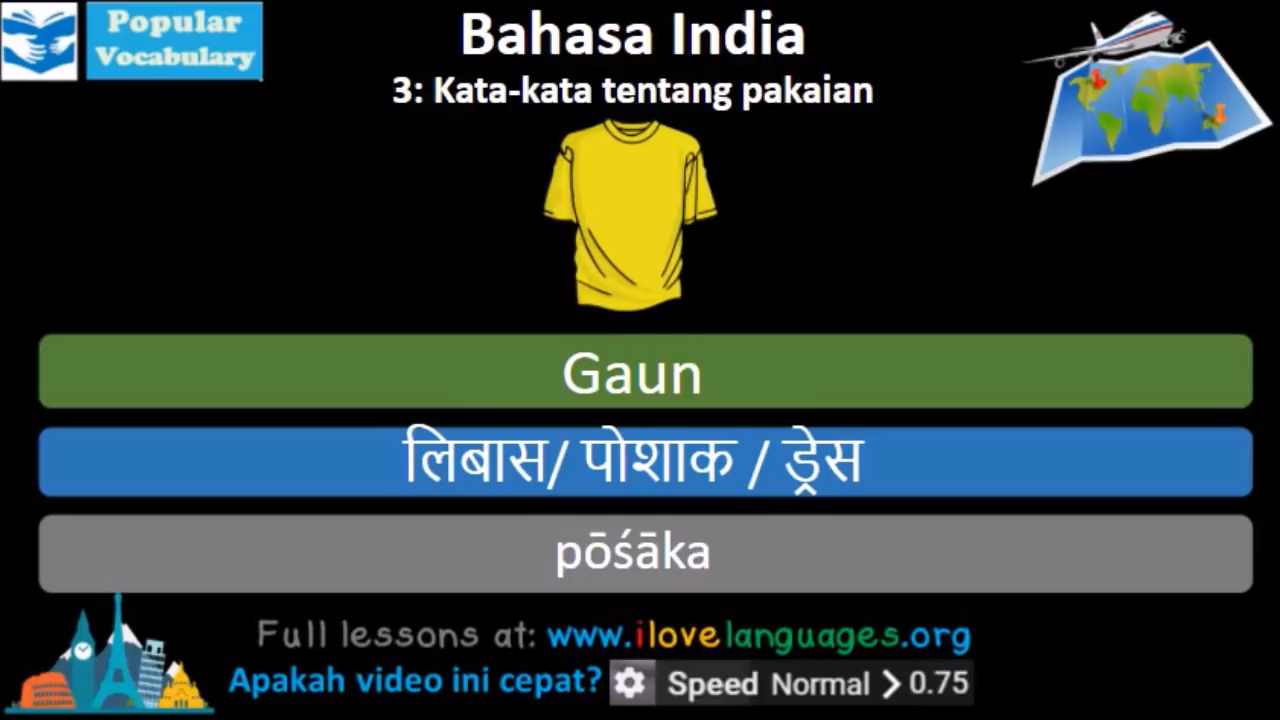 Popular
Vocabulary
Bahasa India
3: Kata-kata tentang pakaian
Gaun
लिबास/ पोशाक / ड्रेस
pōśāka
Full lessons at: www.ilovelanguages.org
Apakah video ini cepat? Speed Normal > 0.75